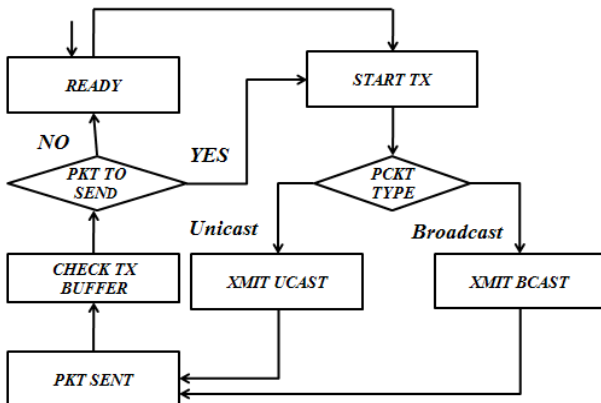 READY
START TX
NO
YES
PKT TO
SEND
PCKT
TYPE
Unicast
Broadcast
CHECK TX
BUFFER
XMIT UCAST
XMIT BCAST
PKT SENT